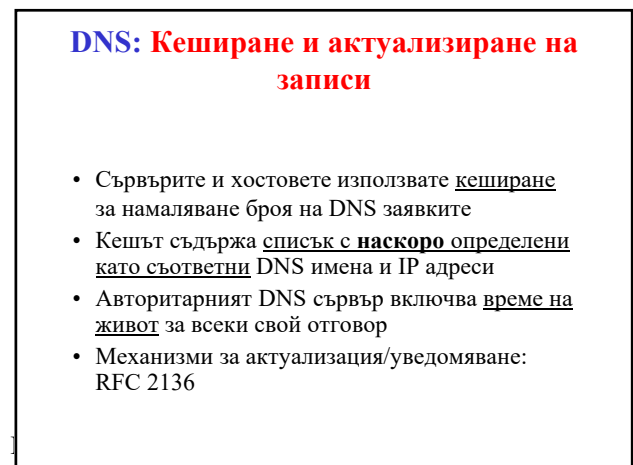 DNS: Кеширане и актуализиране на
записи
• Сървърите и хостовете използвате кеширане
за намаляване броя на DNS заявките
• Кешът съдържа списък с наскоро определени
като съответни DNS имена и IP адреси
• Авторитарният DNS сървър включва време на
живот за всеки свой отговор
• Механизми за актуализация/уведомяване:
RFC 2136